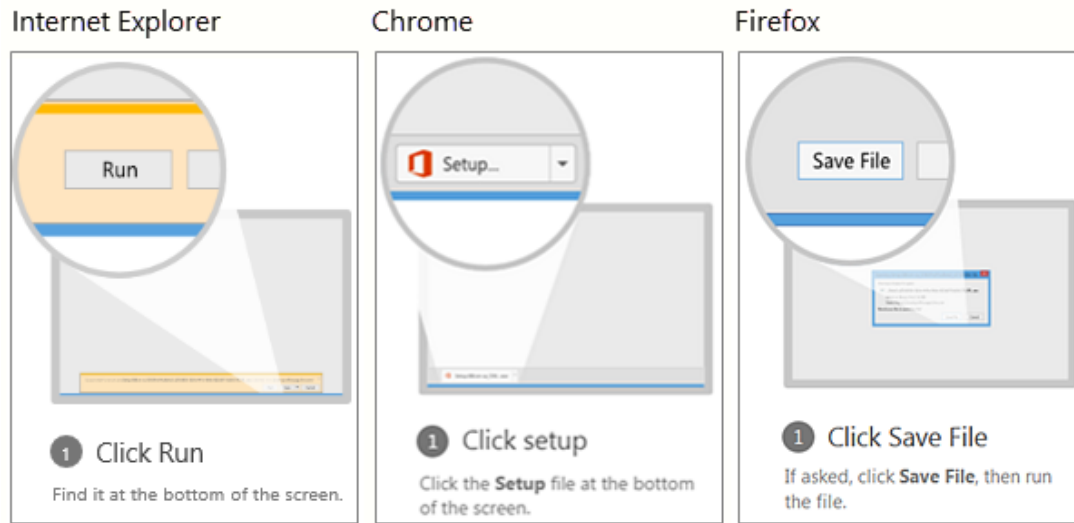 Internet Explorer
Run
1 Click Run
Find it at the bottom of the screen.
Chrome
Setup...
1 Click setup
Click the Setup file at the bottom
of the screen.
Firefox
Save File
1 Click Save File
If asked, click Save File, then run
the file.